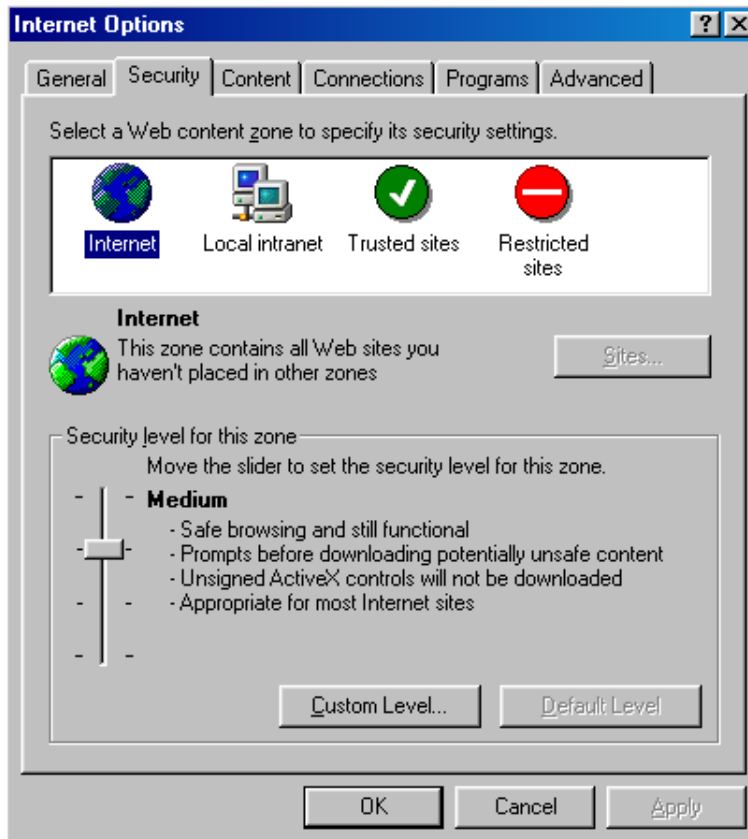 Internet Options
General Security Content Connections Programs Advanced
Select a Web content zone to specify its security settings.
Internet Local intranet Trusted sites Restricted
sites
Internet
This zone contains all Web sites you
haven't placed in other zones
Sites...
Security level for this zone
Move the slider to set the security level for this zone.
Medium
- Safe browsing and still functional
- Prompts before downloading potentially unsafe content
- Unsigned ActiveX controls will not be downloaded
- Appropriate for most Internet sites
Custom Level... Default Level
OK Cancel Apply